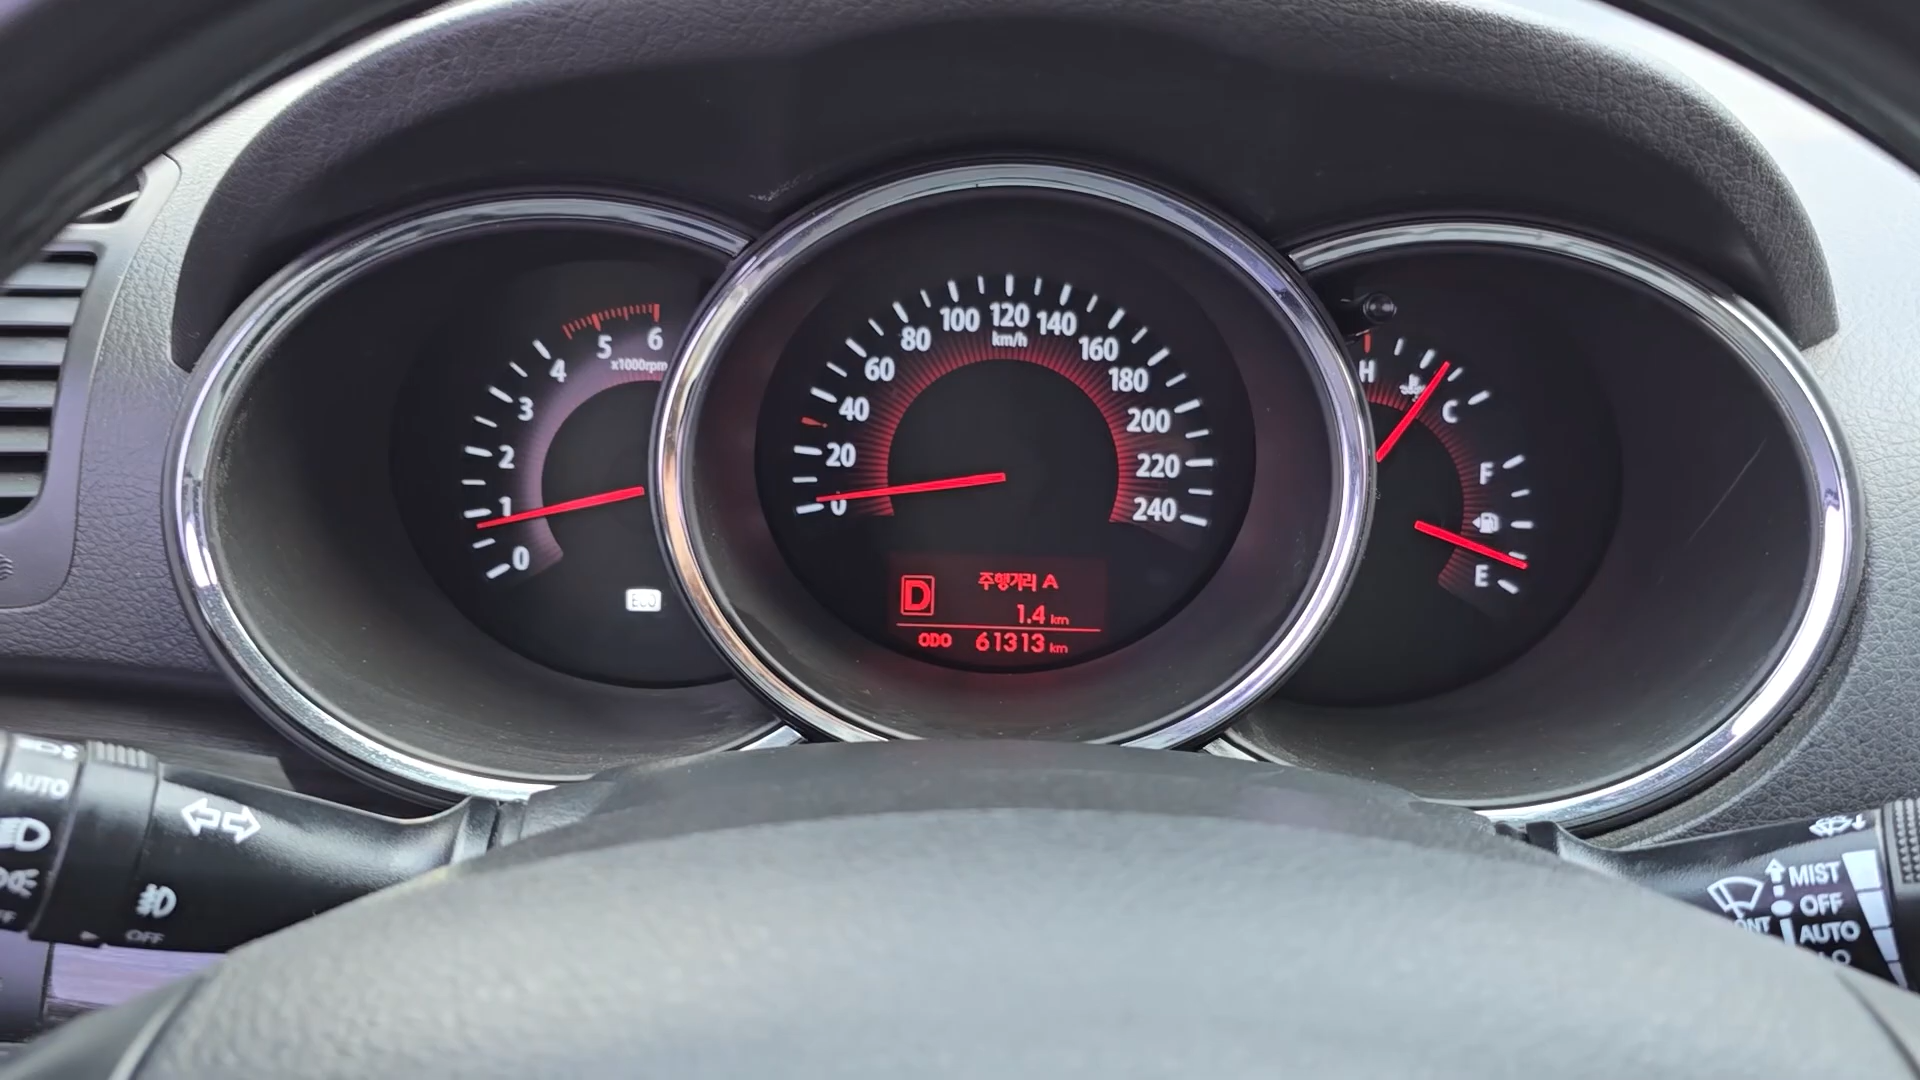 6
5
x1000rpm
4
3
2
1
0
ECO
120
100
140
km/h
80
160
60
180
40
200
20
220
0
240
D
주행거리 A
1.4 km
ODO 61313 km
H
C
F
E
AUTO
OFF
MIST
OFF
AUTO